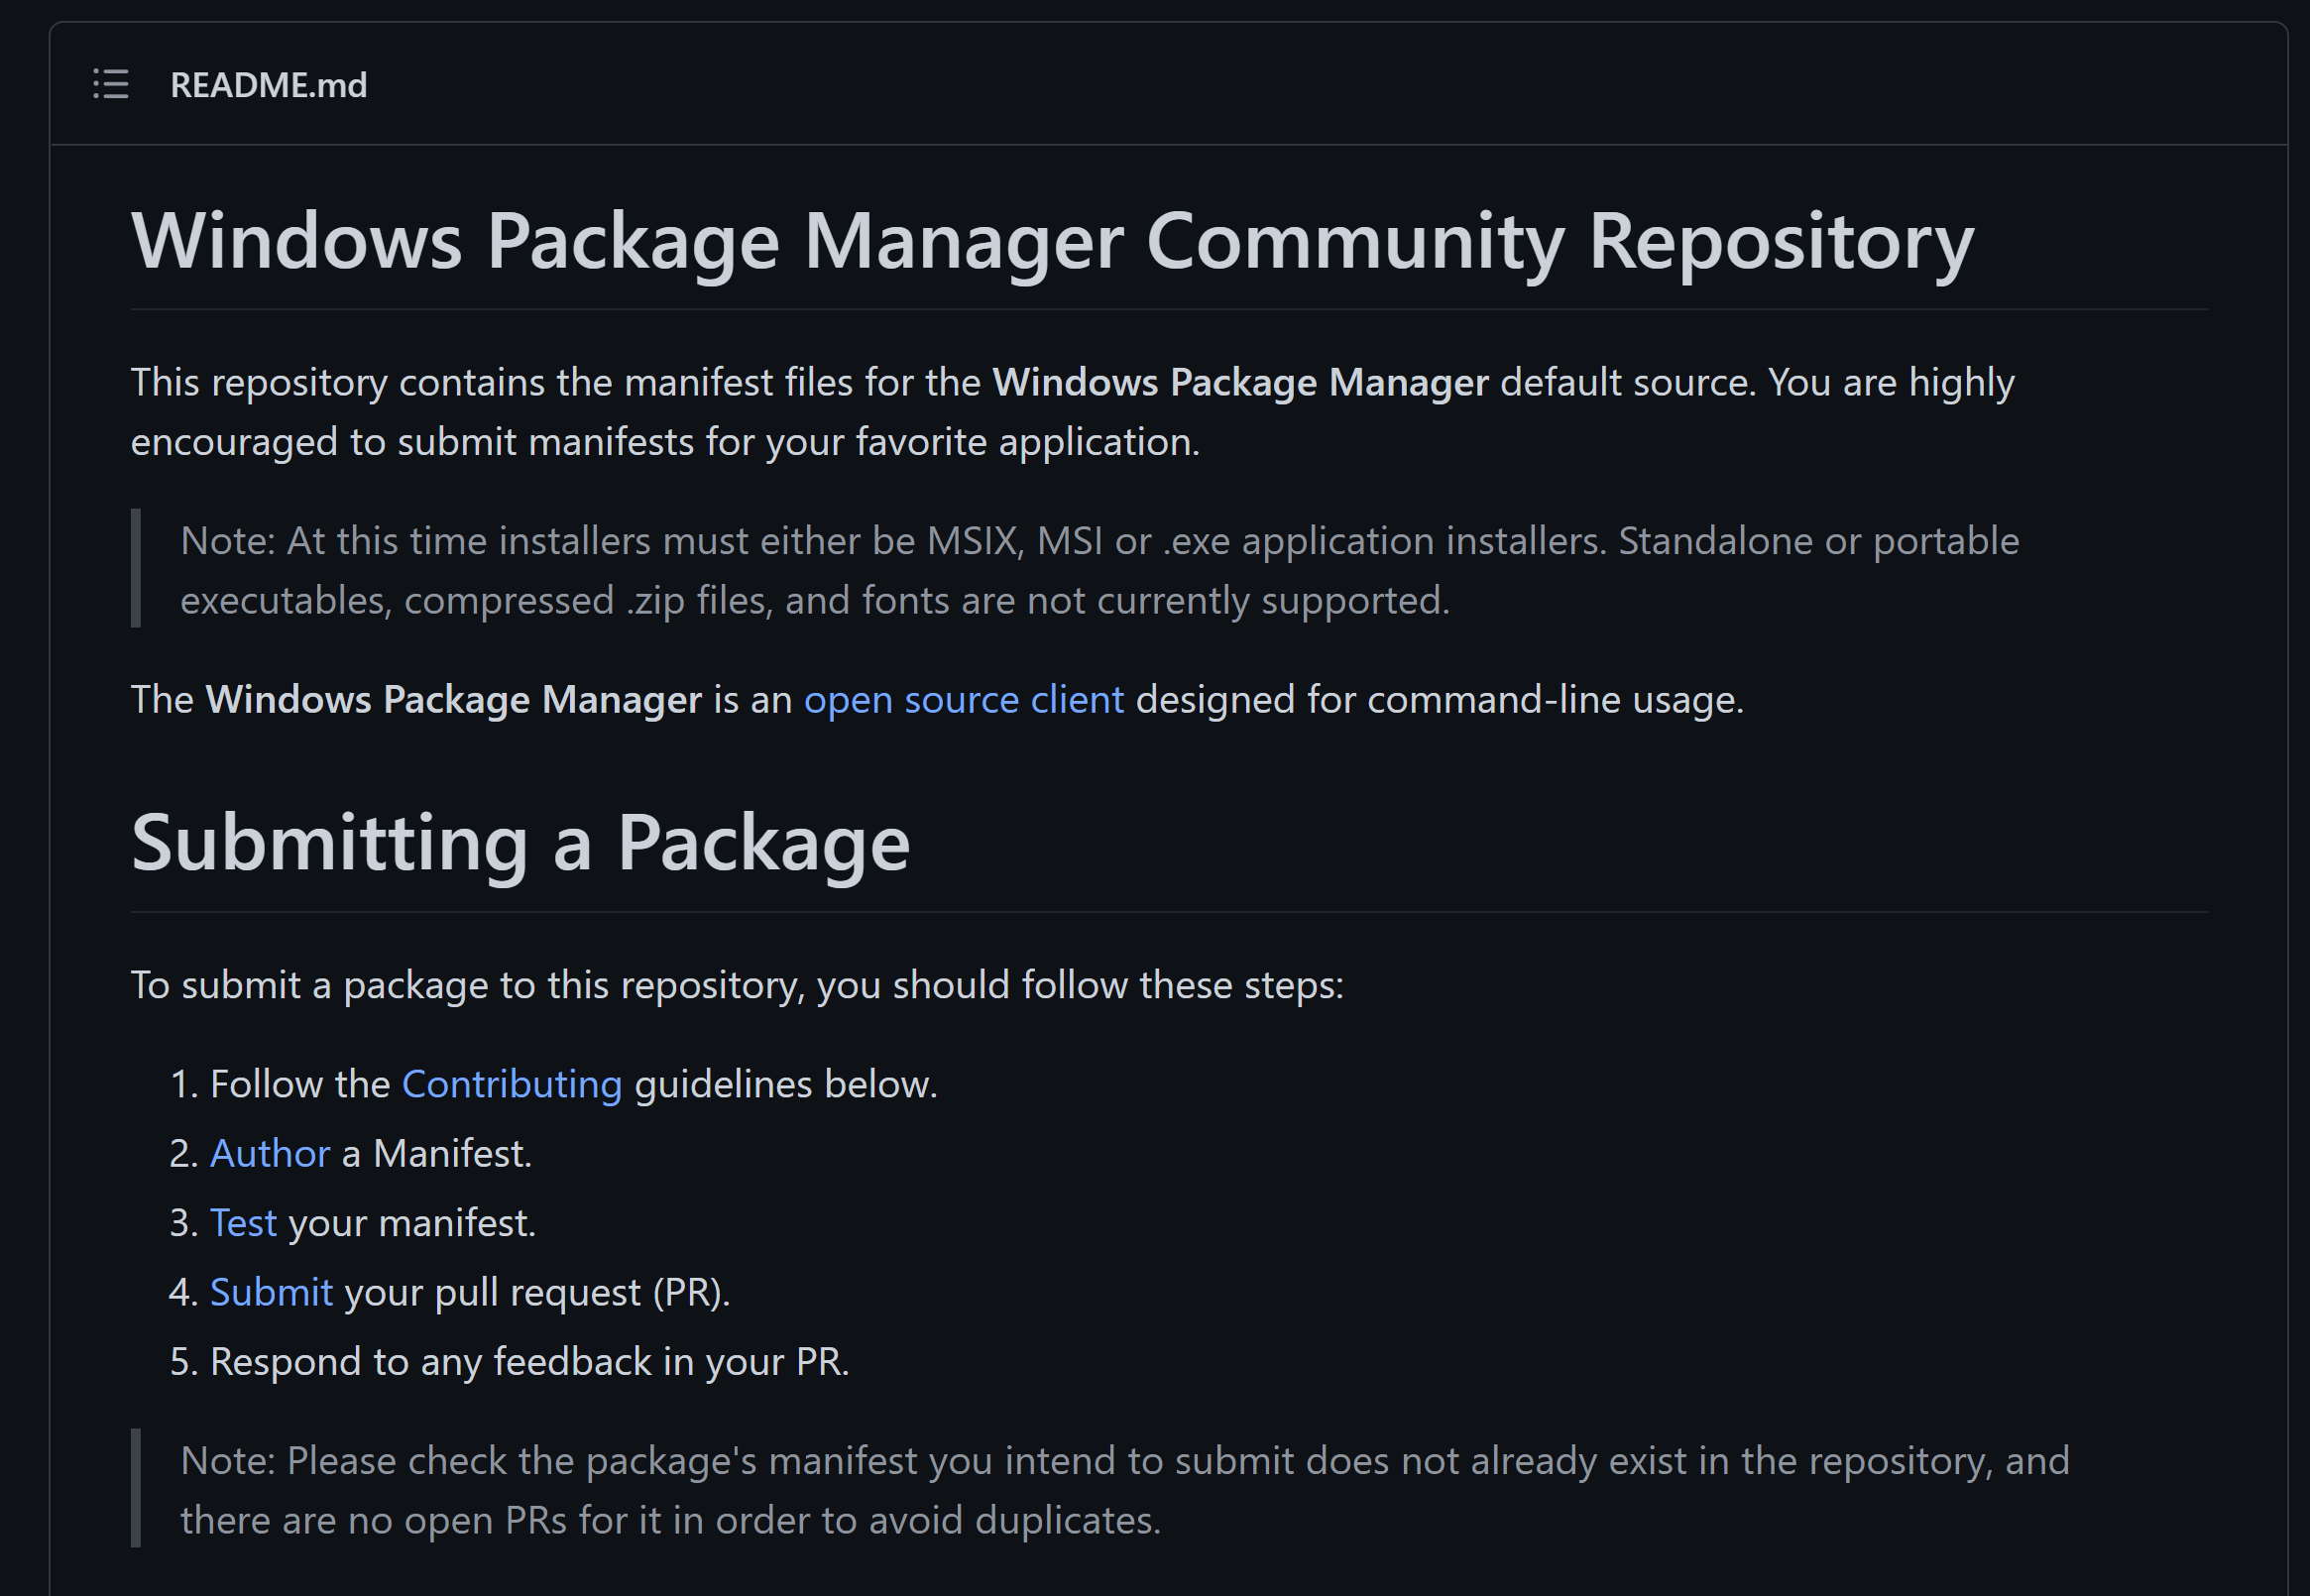 README.md
Windows Package Manager Community Repository
This repository contains the manifest files for the Windows Package Manager default source. You are highly
encouraged to submit manifests for your favorite application.
Note: At this time installers must either be MSIX, MSI or .exe application installers. Standalone or portable
executables, compressed .zip files, and fonts are not currently supported.
The Windows Package Manager is an open source client designed for command-line usage.
Submitting a Package
To submit a package to this repository, you should follow these steps:
1. Follow the Contributing guidelines below.
2. Author a Manifest.
3. Test your manifest.
4. Submit your pull request (PR).
5. Respond to any feedback in your PR.
Note: Please check the package's manifest you intend to submit does not already exist in the repository, and
there are no open PRs for it in order to avoid duplicates.